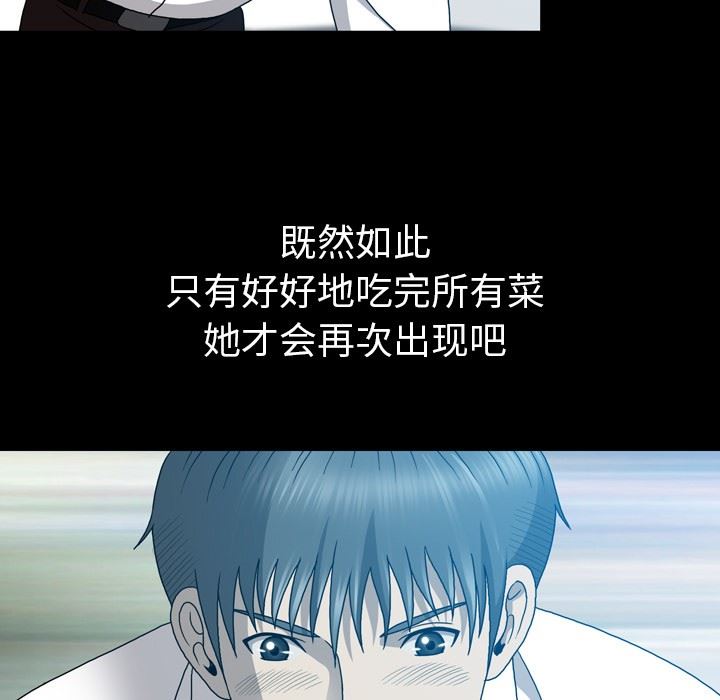 既然如此
只有好好地吃完所有菜
她才会再次出现吧